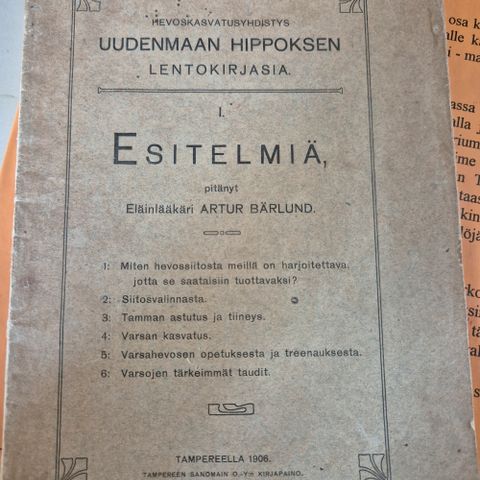 HEVOSKASVATUSYHDISTYS
UUDENMAAN HIPPOKSEN
LENTOKIRJASIA.
I.
ESITELMIÄ,
pitänyt
Eläinlääkäri ARTUR BÄRLUND.
1: Miten hevossiitosta meillä on harjoitettava,
jotta se saataisiin tuottavaksi?
2: Siitosvalinnasta.
3: Tamman astutus ja tiineys.
4: Varsan kasvatus.
5: Varsahevosen opetuksesta ja treenauksesta.
6: Varsojen tärkeimmät taudit.
TAMPEREELLA 1906.
TAMPEREEN SANOMAIN O.-Y:n KIRJAPAINO.
osa k